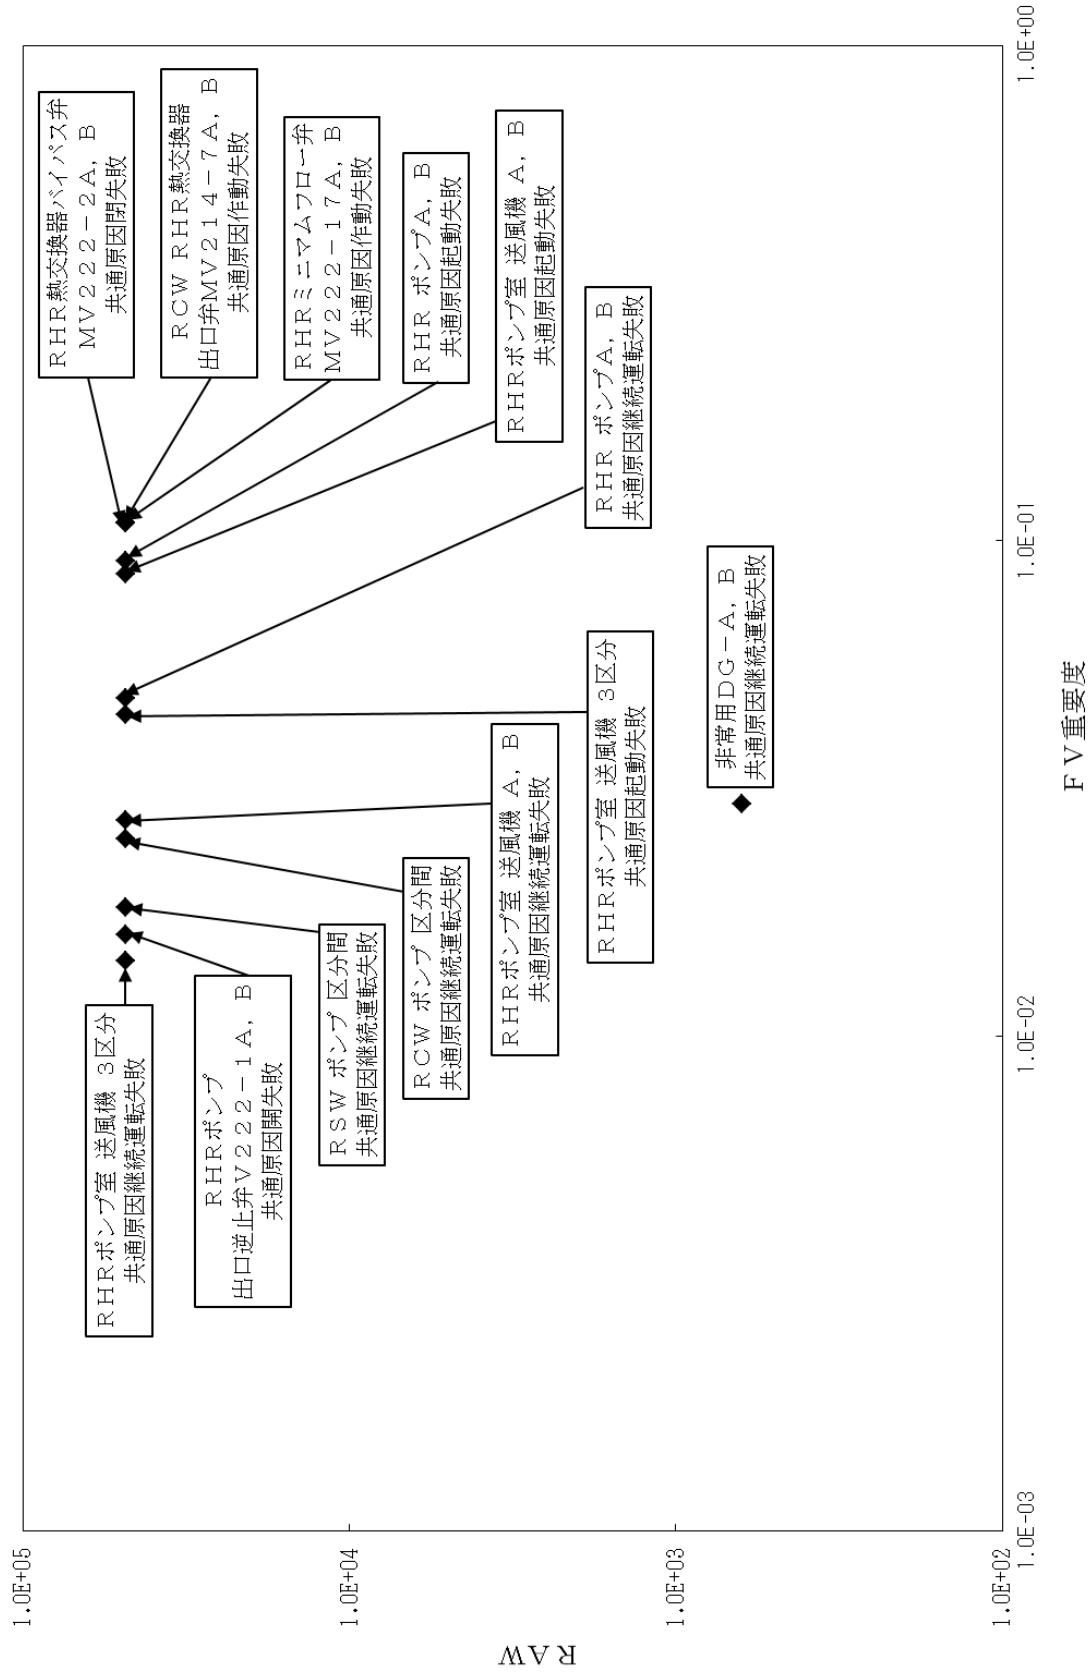 RAW
1.0E+05
1.0E+04
1.0E+03
1.0E+02
RHR熱交換器バイパス弁
MV222-2A, B
共通原因閉失敗
RCW RHR熱交換器
出口弁MV214-7A, B
共通原因作動失敗
RHRミニマムフロー弁
MV222-17A, B
共通原因作動失敗
RHR ポンプA, B
共通原因起動失敗
RHRポンプ室 送風機 A, B
共通原因起動失敗
RHR ポンプA, B
共通原因継続運転失敗
RHRポンプ室 送風機 3区分
共通原因継続運転失敗
RHRポンプ
出口逆止弁V222-1A, B
共通原因開失敗
RSW ポンプ 区分間
共通原因継続運転失敗
RCW ポンプ 区分間
共通原因継続運転失敗
RHRポンプ室 送風機 A, B
共通原因継続運転失敗
RHRポンプ室 送風機 3区分
共通原因起動失敗
非常用DG-A, B
共通原因継続運転失敗
1.0E-03
1.0E-02
1.0E-01
1.0E+00
FV重要度